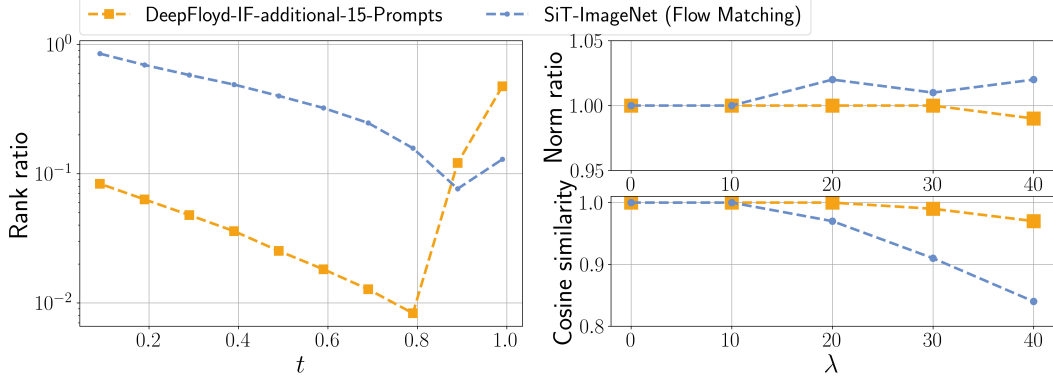 DeepFloyd-IF-additional-15-Prompts SiT-ImageNet (Flow Matching)
Rank ratio
10⁰
10⁻¹
10⁻²
0.2 0.4 0.6 0.8 1.0
t
Norm ratio
1.05
1.00
0.95
0 10 20 30 40
Cosine similarity
1.0
0.9
0.8
0 10 20 30 40
λ